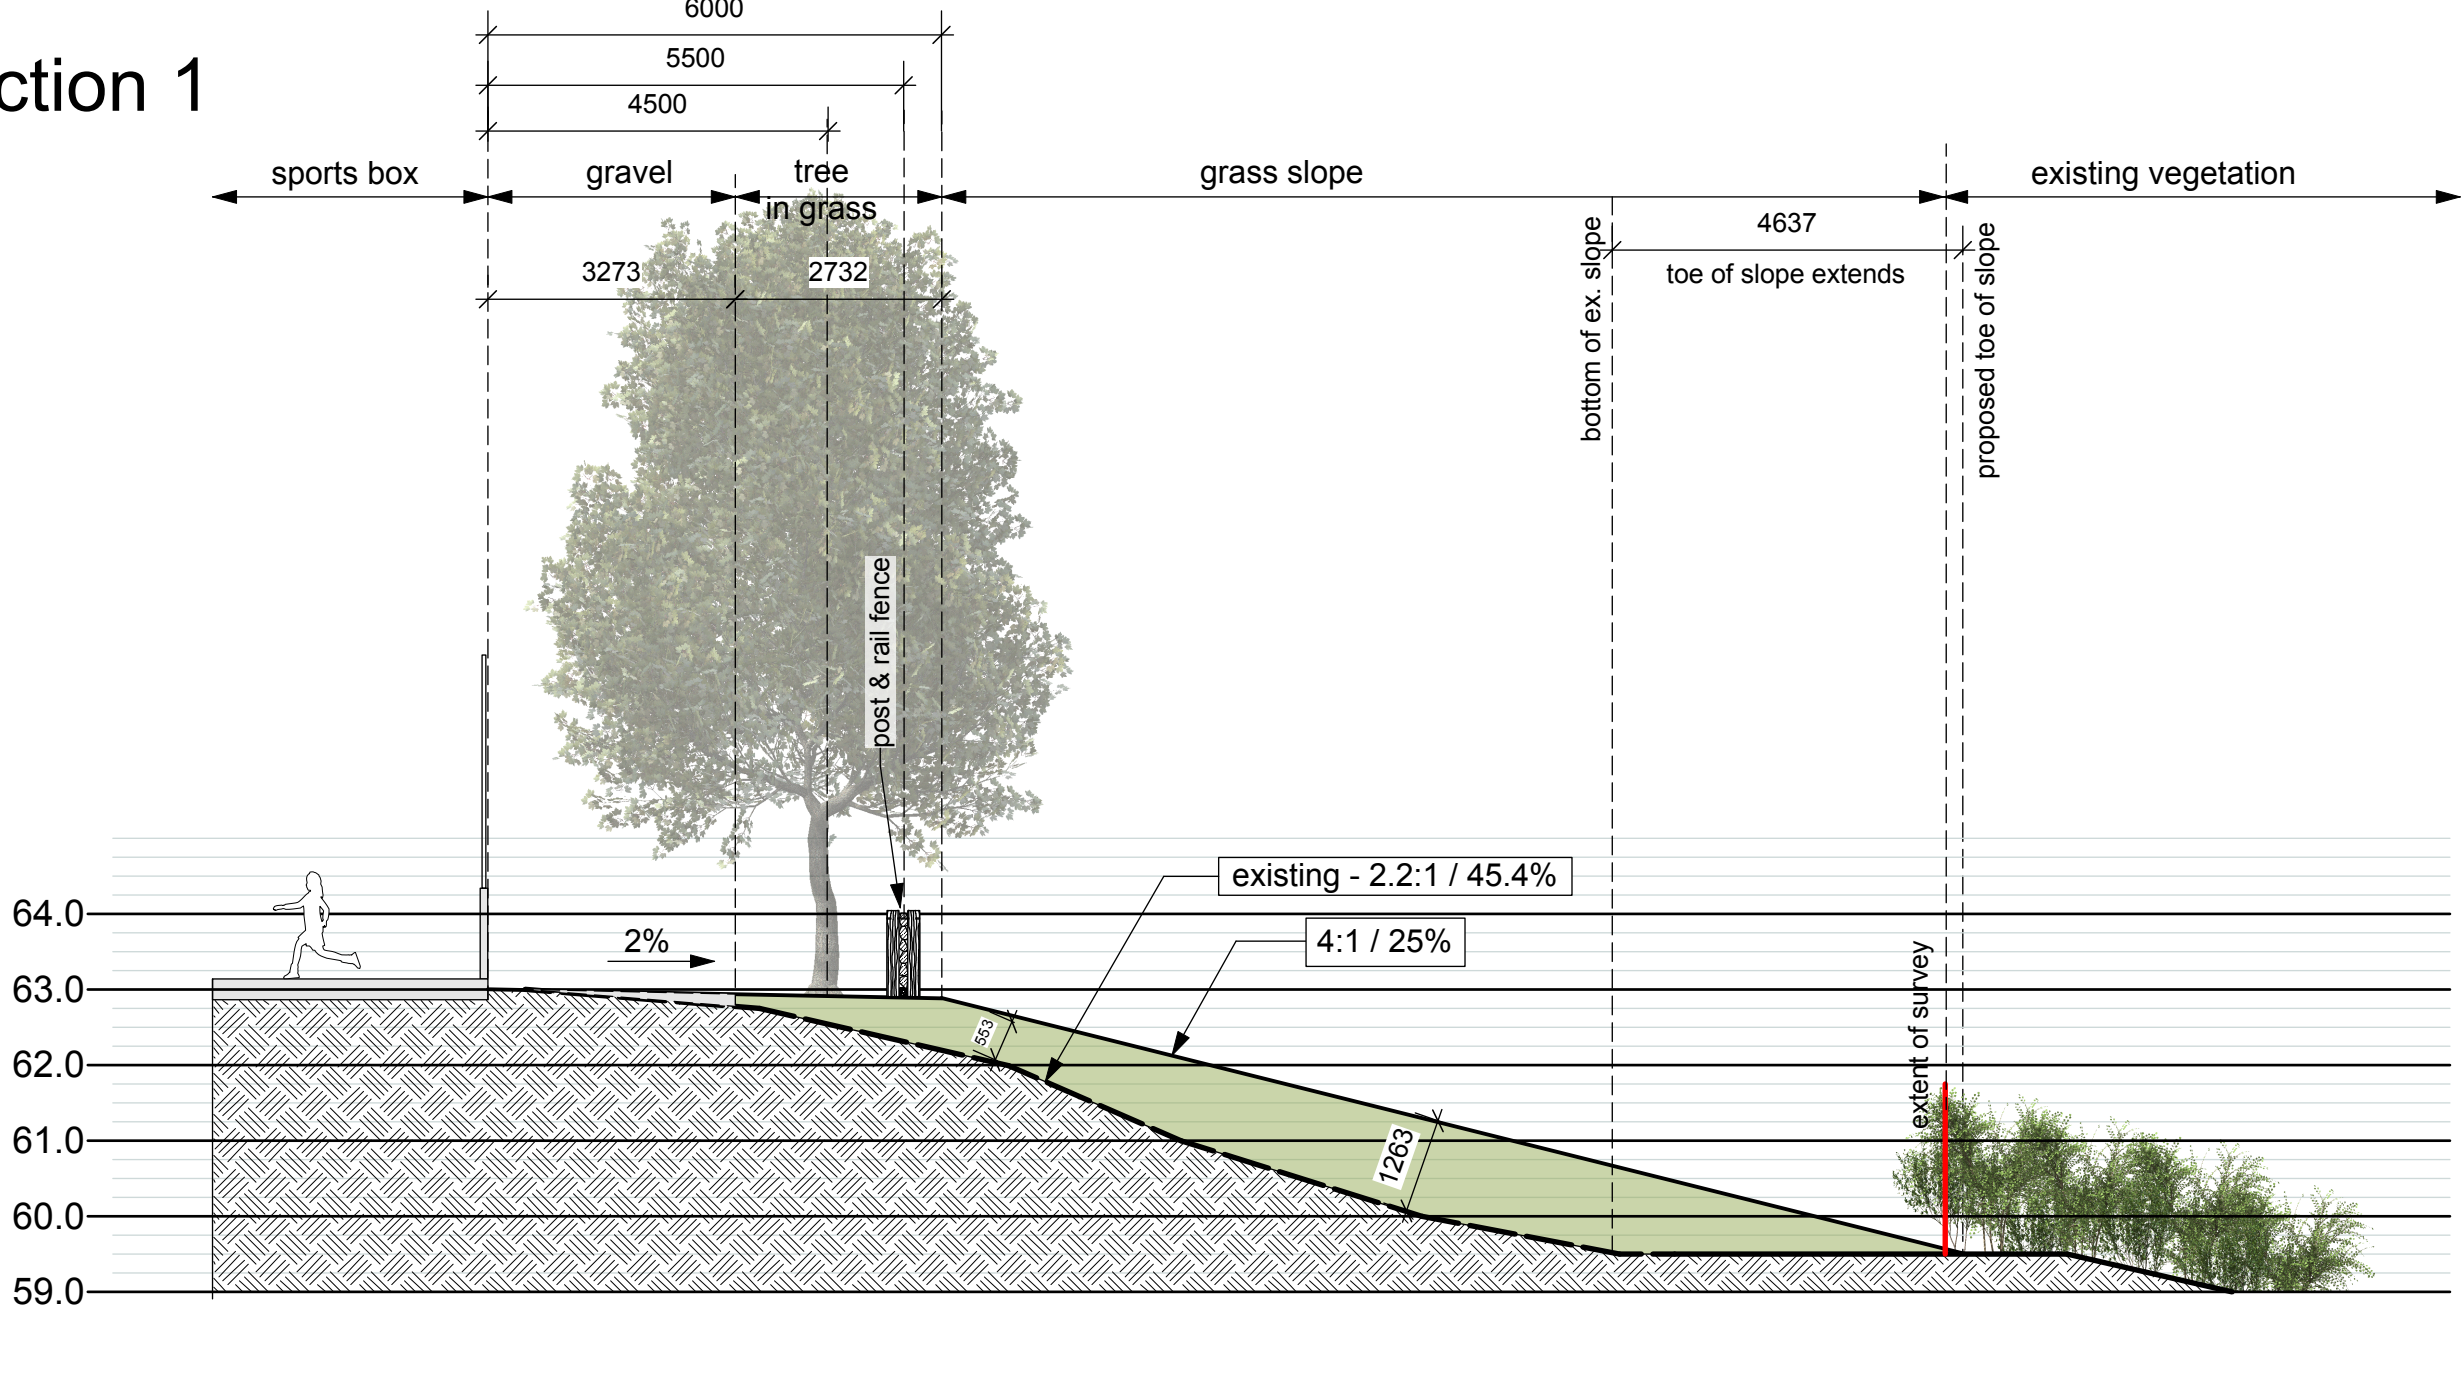 6000
ction 1
5500
4500
sports box
gravel
tree
in grass
grass slope
existing vegetation
3273
2732
4637
toe of slope extends
bottom of ex. slope
proposed toe of slope
post & rail fence
existing - 2.2:1 / 45.4%
4:1 / 25%
2%
extent of survey
553
1263
64.0
63.0
62.0
61.0
60.0
59.0